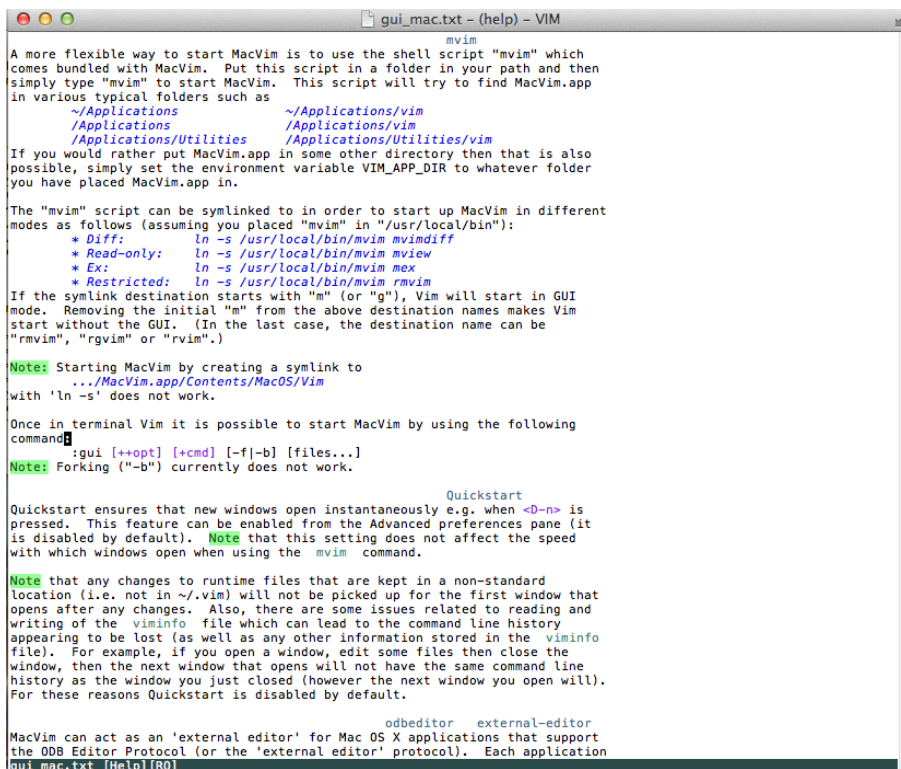 gui_mac.txt – (help) – VIM
mvim
A more flexible way to start MacVim is to use the shell script "mvim" which
comes bundled with MacVim.  Put this script in a folder in your path and then
simply type "mvim" to start MacVim.  This script will try to find MacVim.app
in various typical folders such as
~/Applications              ~/Applications/vim
/Applications               /Applications/vim
/Applications/Utilities     /Applications/Utilities/vim
If you would rather put MacVim.app in some other directory then that is also
possible, simply set the environment variable VIM_APP_DIR to whatever folder
you have placed MacVim.app in.
The "mvim" script can be symlinked to in order to start up MacVim in different
modes as follows (assuming you placed "mvim" in "/usr/local/bin"):
* Diff:         ln -s /usr/local/bin/mvim mvimdiff
* Read-only:    ln -s /usr/local/bin/mvim mview
* Ex:           ln -s /usr/local/bin/mvim mex
* Restricted:   ln -s /usr/local/bin/mvim rmvim
If the symlink destination starts with "m" (or "g"), Vim will start in GUI
mode.  Removing the initial "m" from the above destination names makes Vim
start without the GUI.  (In the last case, the destination name can be
"rmvim", "rgvim" or "rvim".)
Note: Starting MacVim by creating a symlink to
.../MacVim.app/Contents/MacOS/Vim
with 'ln -s' does not work.
Once in terminal Vim it is possible to start MacVim by using the following
command:
:gui [++opt] [+cmd] [-f|-b] [files...]
Note: Forking ("-b") currently does not work.
Quickstart
Quickstart ensures that new windows open instantaneously e.g. when <D-n> is
pressed.  This feature can be enabled from the Advanced preferences pane (it
is disabled by default).  Note that this setting does not affect the speed
with which windows open when using the  mvim  command.
Note that any changes to runtime files that are kept in a non-standard
location (i.e. not in ~/.vim) will not be picked up for the first window that
opens after any changes.  Also, there are some issues related to reading and
writing of the  viminfo  file which can lead to the command line history
appearing to be lost (as well as any other information stored in the  viminfo
file).  For example, if you open a window, edit some files then close the
window, then the next window that opens will not have the same command line
history as the window you just closed (however the next window you open will).
For these reasons Quickstart is disabled by default.
odbeditor   external-editor
MacVim can act as an 'external editor' for Mac OS X applications that support
the ODB Editor Protocol (or the 'external editor' protocol).  Each application
gui_mac.txt [Help][RO]